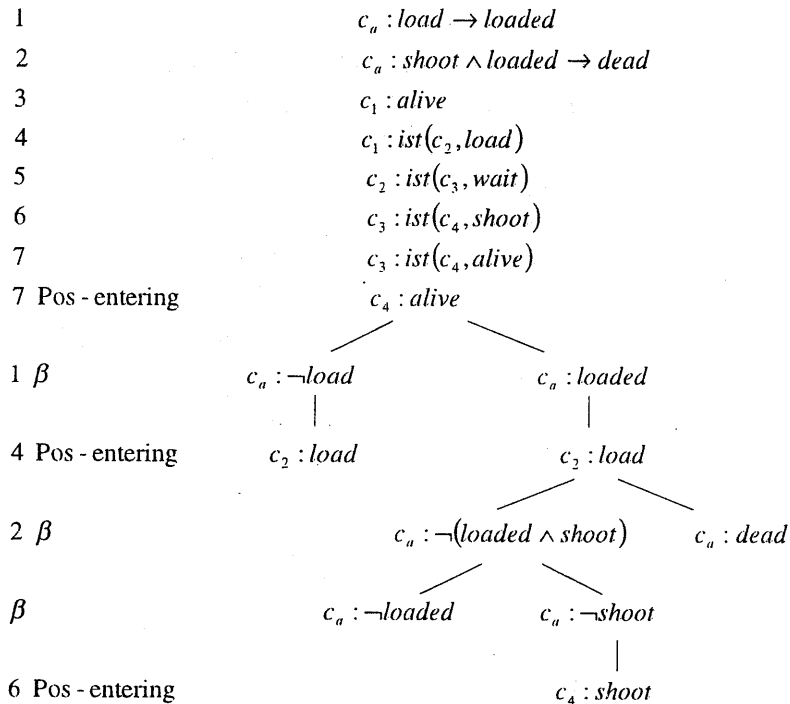 1 c_a : load → loaded
2 c_a : shoot ∧ loaded → dead
3 c_1 : alive
4 c_1 : ist(c_2, load)
5 c_2 : ist(c_3, wait)
6 c_3 : ist(c_4, shoot)
7 c_3 : ist(c_4, alive)
7 Pos - entering c_4 : alive
1 β c_a : ¬load c_a : loaded
4 Pos - entering c_2 : load c_2 : load
2 β c_a : ¬(loaded ∧ shoot) c_a : dead
β c_a : ¬loaded c_a : ¬shoot
6 Pos - entering c_4 : shoot